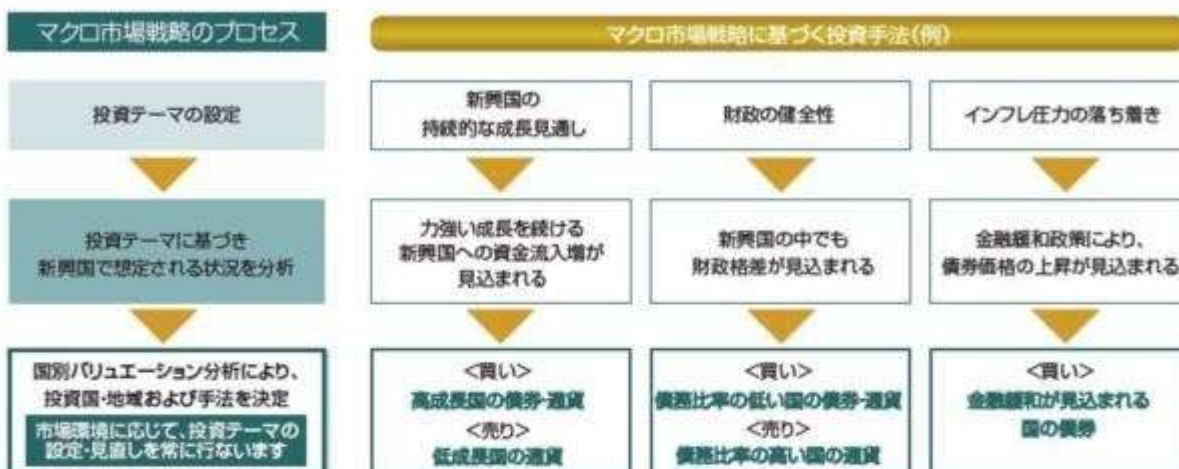 マクロ市場戦略のプロセス
マクロ市場戦略に基づく投資手法(例)
投資テーマの設定
新興国の
持続的な成長見通し
財政の健全性
インフレ圧力の落ち着き
投資テーマに基づき
新興国で想定される状況を分析
力強い成長を続ける
新興国への資金流入増が
見込まれる
新興国の中でも
財政格差が見込まれる
金融緩和政策により、
債券価格の上昇が見込まれる
国別バリュエーション分析により、
投資国・地域および手法を決定
市場環境に応じて、投資テーマの
設定・見直しを常に行ないます
<買い>
高成長国の債券・通貨
<売り>
低成長国の通貨
<買い>
債務比率の低い国の債券・通貨
<売り>
債務比率の高い国の通貨
<買い>
金融緩和が見込まれる
国の債券